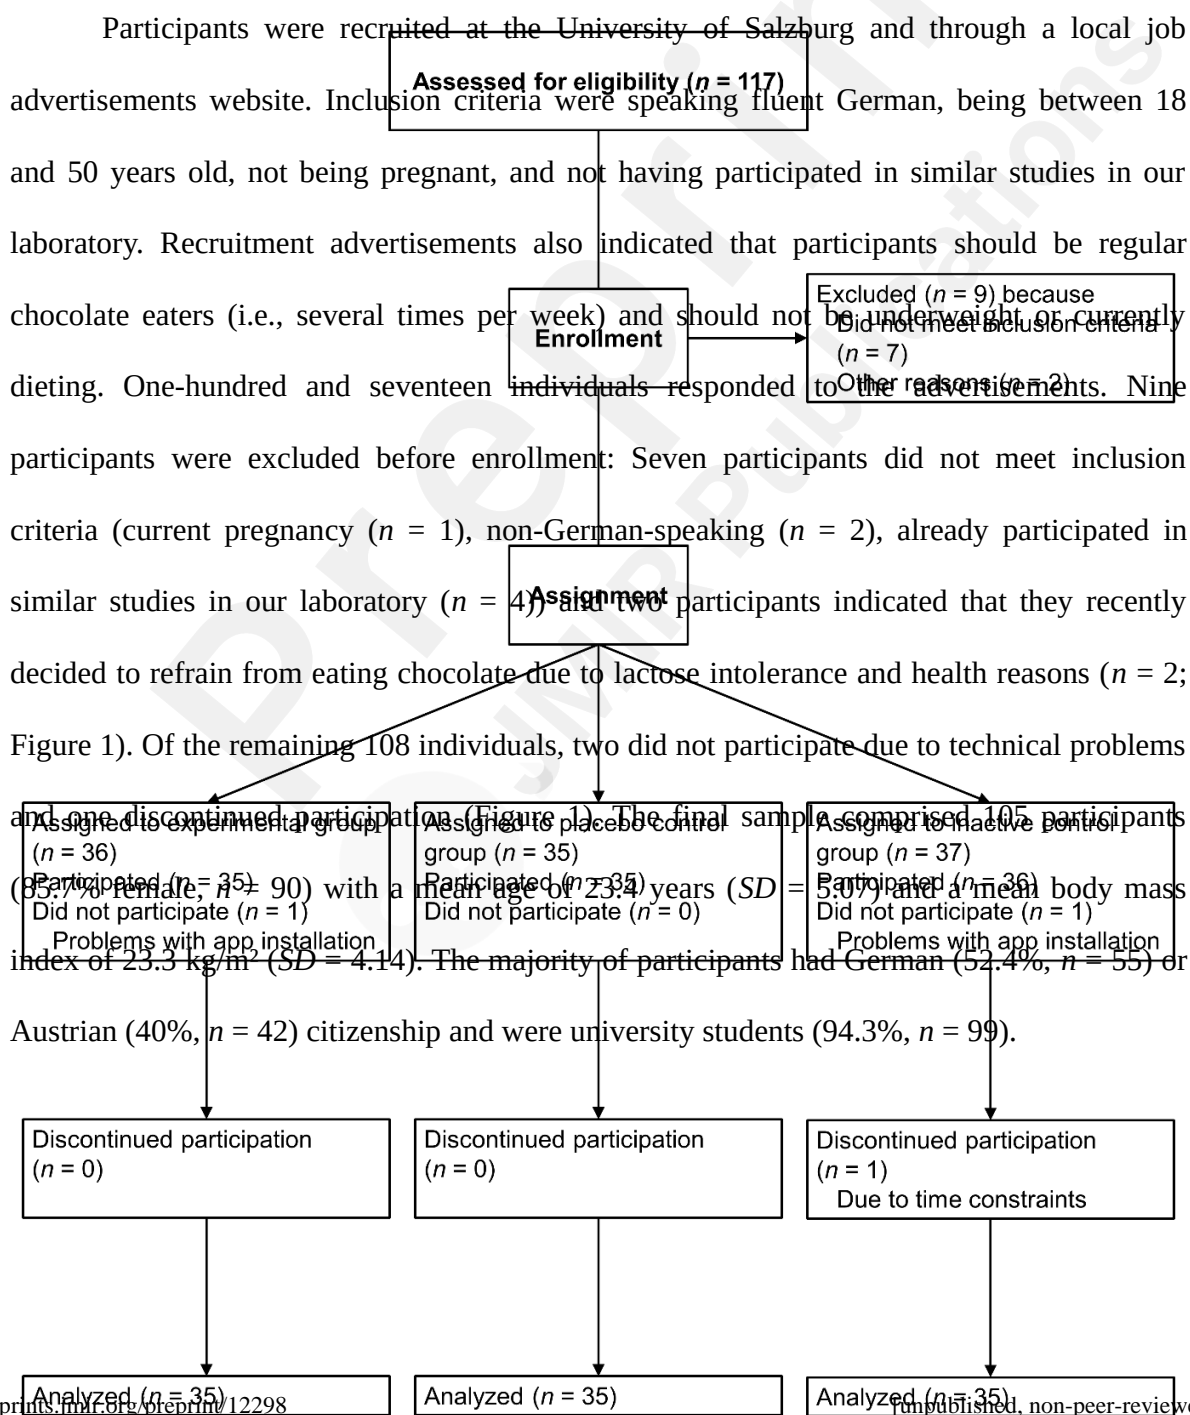 Participants were recruited at the University of Salzburg and through a local job
advertisements website. Inclusion criteria were speaking fluent German, being between 18
and 50 years old, not being pregnant, and not having participated in similar studies in our
laboratory. Recruitment advertisements also indicated that participants should be regular
chocolate eaters (i.e., several times per week) and should not be underweight or currently
dieting. One-hundred and seventeen individuals responded to the advertisements. Nine
participants were excluded before enrollment: Seven participants did not meet inclusion
criteria (current pregnancy (n = 1), non-German-speaking (n = 2), already participated in
similar studies in our laboratory (n = 4)) and two participants indicated that they recently
decided to refrain from eating chocolate due to lactose intolerance and health reasons (n = 2;
Figure 1). Of the remaining 108 individuals, two did not participate due to technical problems
and one discontinued participation (Figure 1). The final sample comprised 105 participants
(85.7% female, n = 90) with a mean age of 23.4 years (SD = 5.07) and a mean body mass
index of 23.3 kg/m² (SD = 4.14). The majority of participants had German (52.4%, n = 55) or
Austrian (40%, n = 42) citizenship and were university students (94.3%, n = 99).
Assessed for eligibility (n = 117)
Enrollment
Excluded (n = 9) because
Did not meet inclusion criteria
(n = 7)
Other reasons (n = 2)
Assignment
Assigned to experimental group
(n = 36)
Participated (n = 35)
Did not participate (n = 1)
Problems with app installation
Assigned to placebo control
group (n = 35)
Participated (n = 35)
Did not participate (n = 0)
Assigned to inactive control
group (n = 37)
Participated (n = 36)
Did not participate (n = 1)
Problems with app installation
Discontinued participation
(n = 0)
Discontinued participation
(n = 0)
Discontinued participation
(n = 1)
Due to time constraints
Analyzed (n = 35)
Analyzed (n = 35)
Analyzed (n = 35)
prints.jmir.org/preprint/12298
[unpublished, non-peer-reviewe
Preprin
JMIR Publications